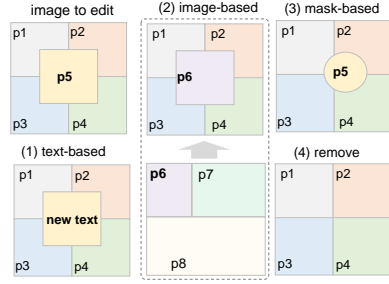 image to edit
p1 p2
p5
p3 p4
(2) image-based
p1 p2
p6
p3 p4
(3) mask-based
p1 p2
p5
p3 p4
(1) text-based
p1 p2
new text
p3 p4
p6 p7
p8
(4) remove
p1 p2
p3 p4